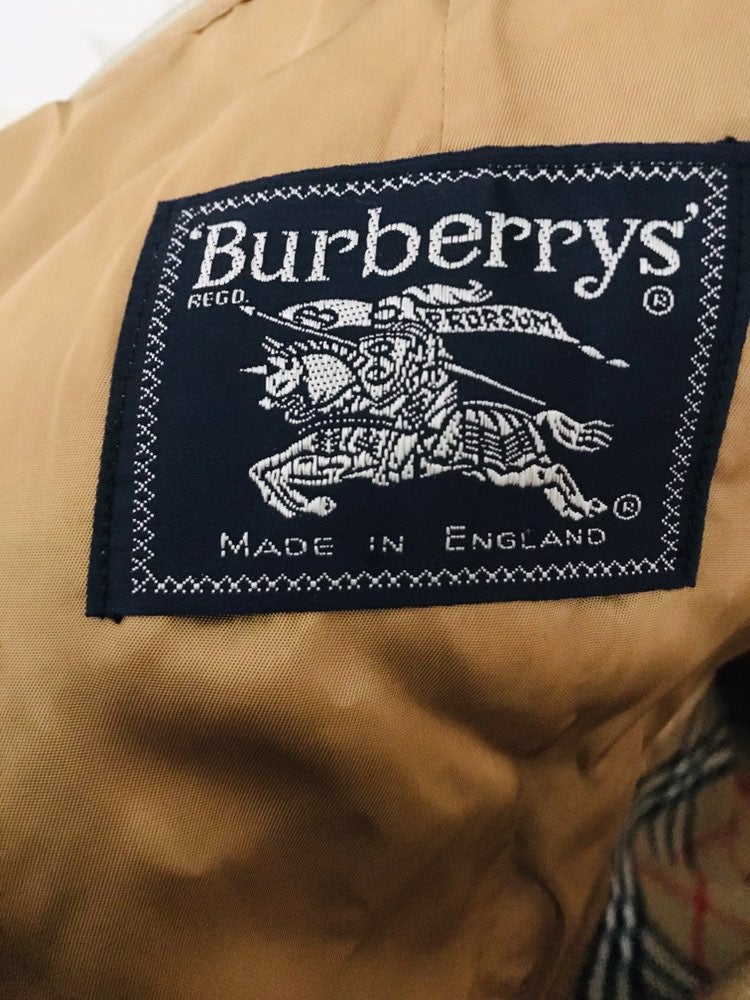 'Burberrys'
REGD. ®
PRORSUM
®
MADE IN ENGLAND